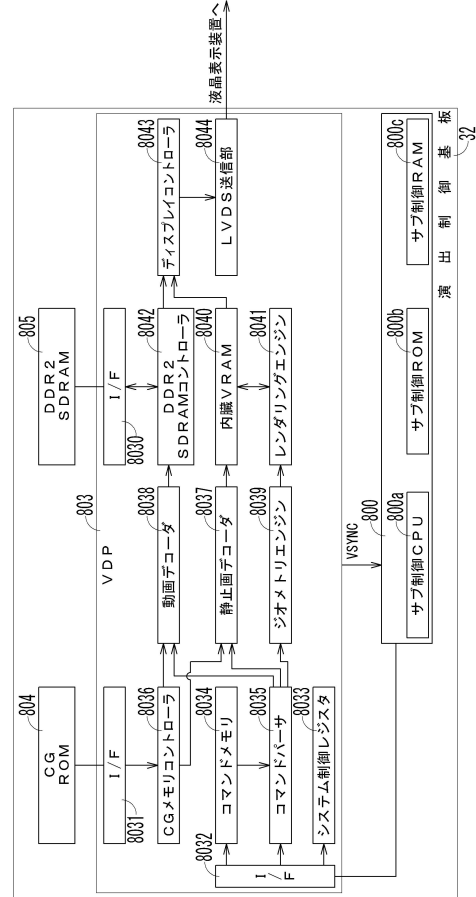 804
CG
ROM
805
DDR2
SDRAM
803
VDP
I/F
8031
I/F
8030
8036
CGメモリコントローラ
8038
動画デコーダ
8042
DDR2
SDRAMコントローラ
8043
ディスプレイコントローラ
液晶表示装置へ
8032
I/F
8034
コマンドメモリ
8037
静止画デコーダ
8040
内臓VRAM
8044
LVDS送信部
8035
コマンドパーサ
8039
ジオメトリエンジン
8041
レンダリングエンジン
8033
システム制御レジスタ
VSYNC
800
800a
サブ制御CPU
800b
サブ制御ROM
800c
サブ制御RAM
演出制御基板
32